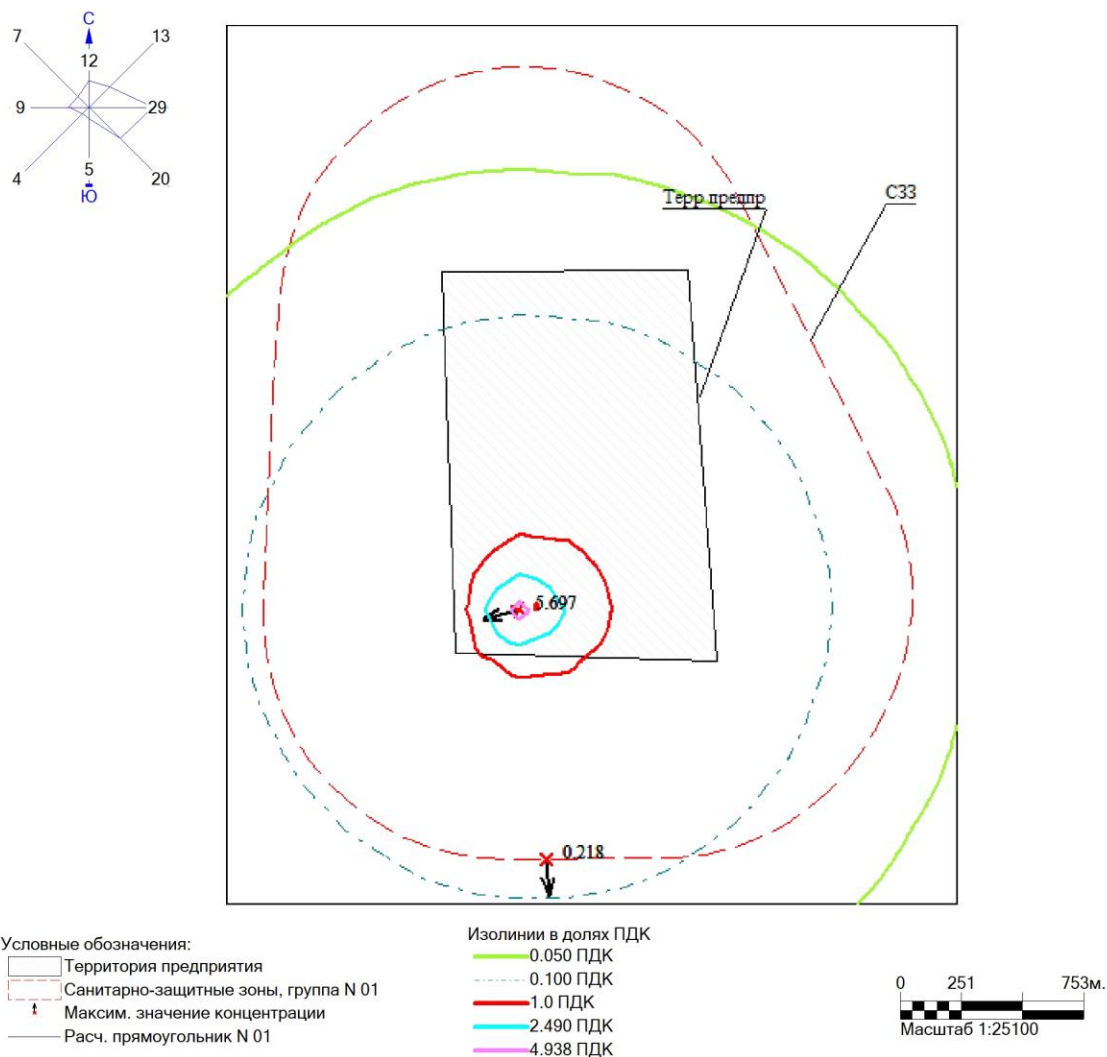 С
7
13
12
9
29
4
5
20
Ю
Терр предпр
СЗЗ
5.697
0.218
Условные обозначения:
Территория предприятия
Санитарно-защитные зоны, группа N 01
Максим. значение концентрации
Расч. прямоугольник N 01
Изолинии в долях ПДК
0.050 ПДК
0.100 ПДК
1.0 ПДК
2.490 ПДК
4.938 ПДК
0 251 753м.
Масштаб 1:25100